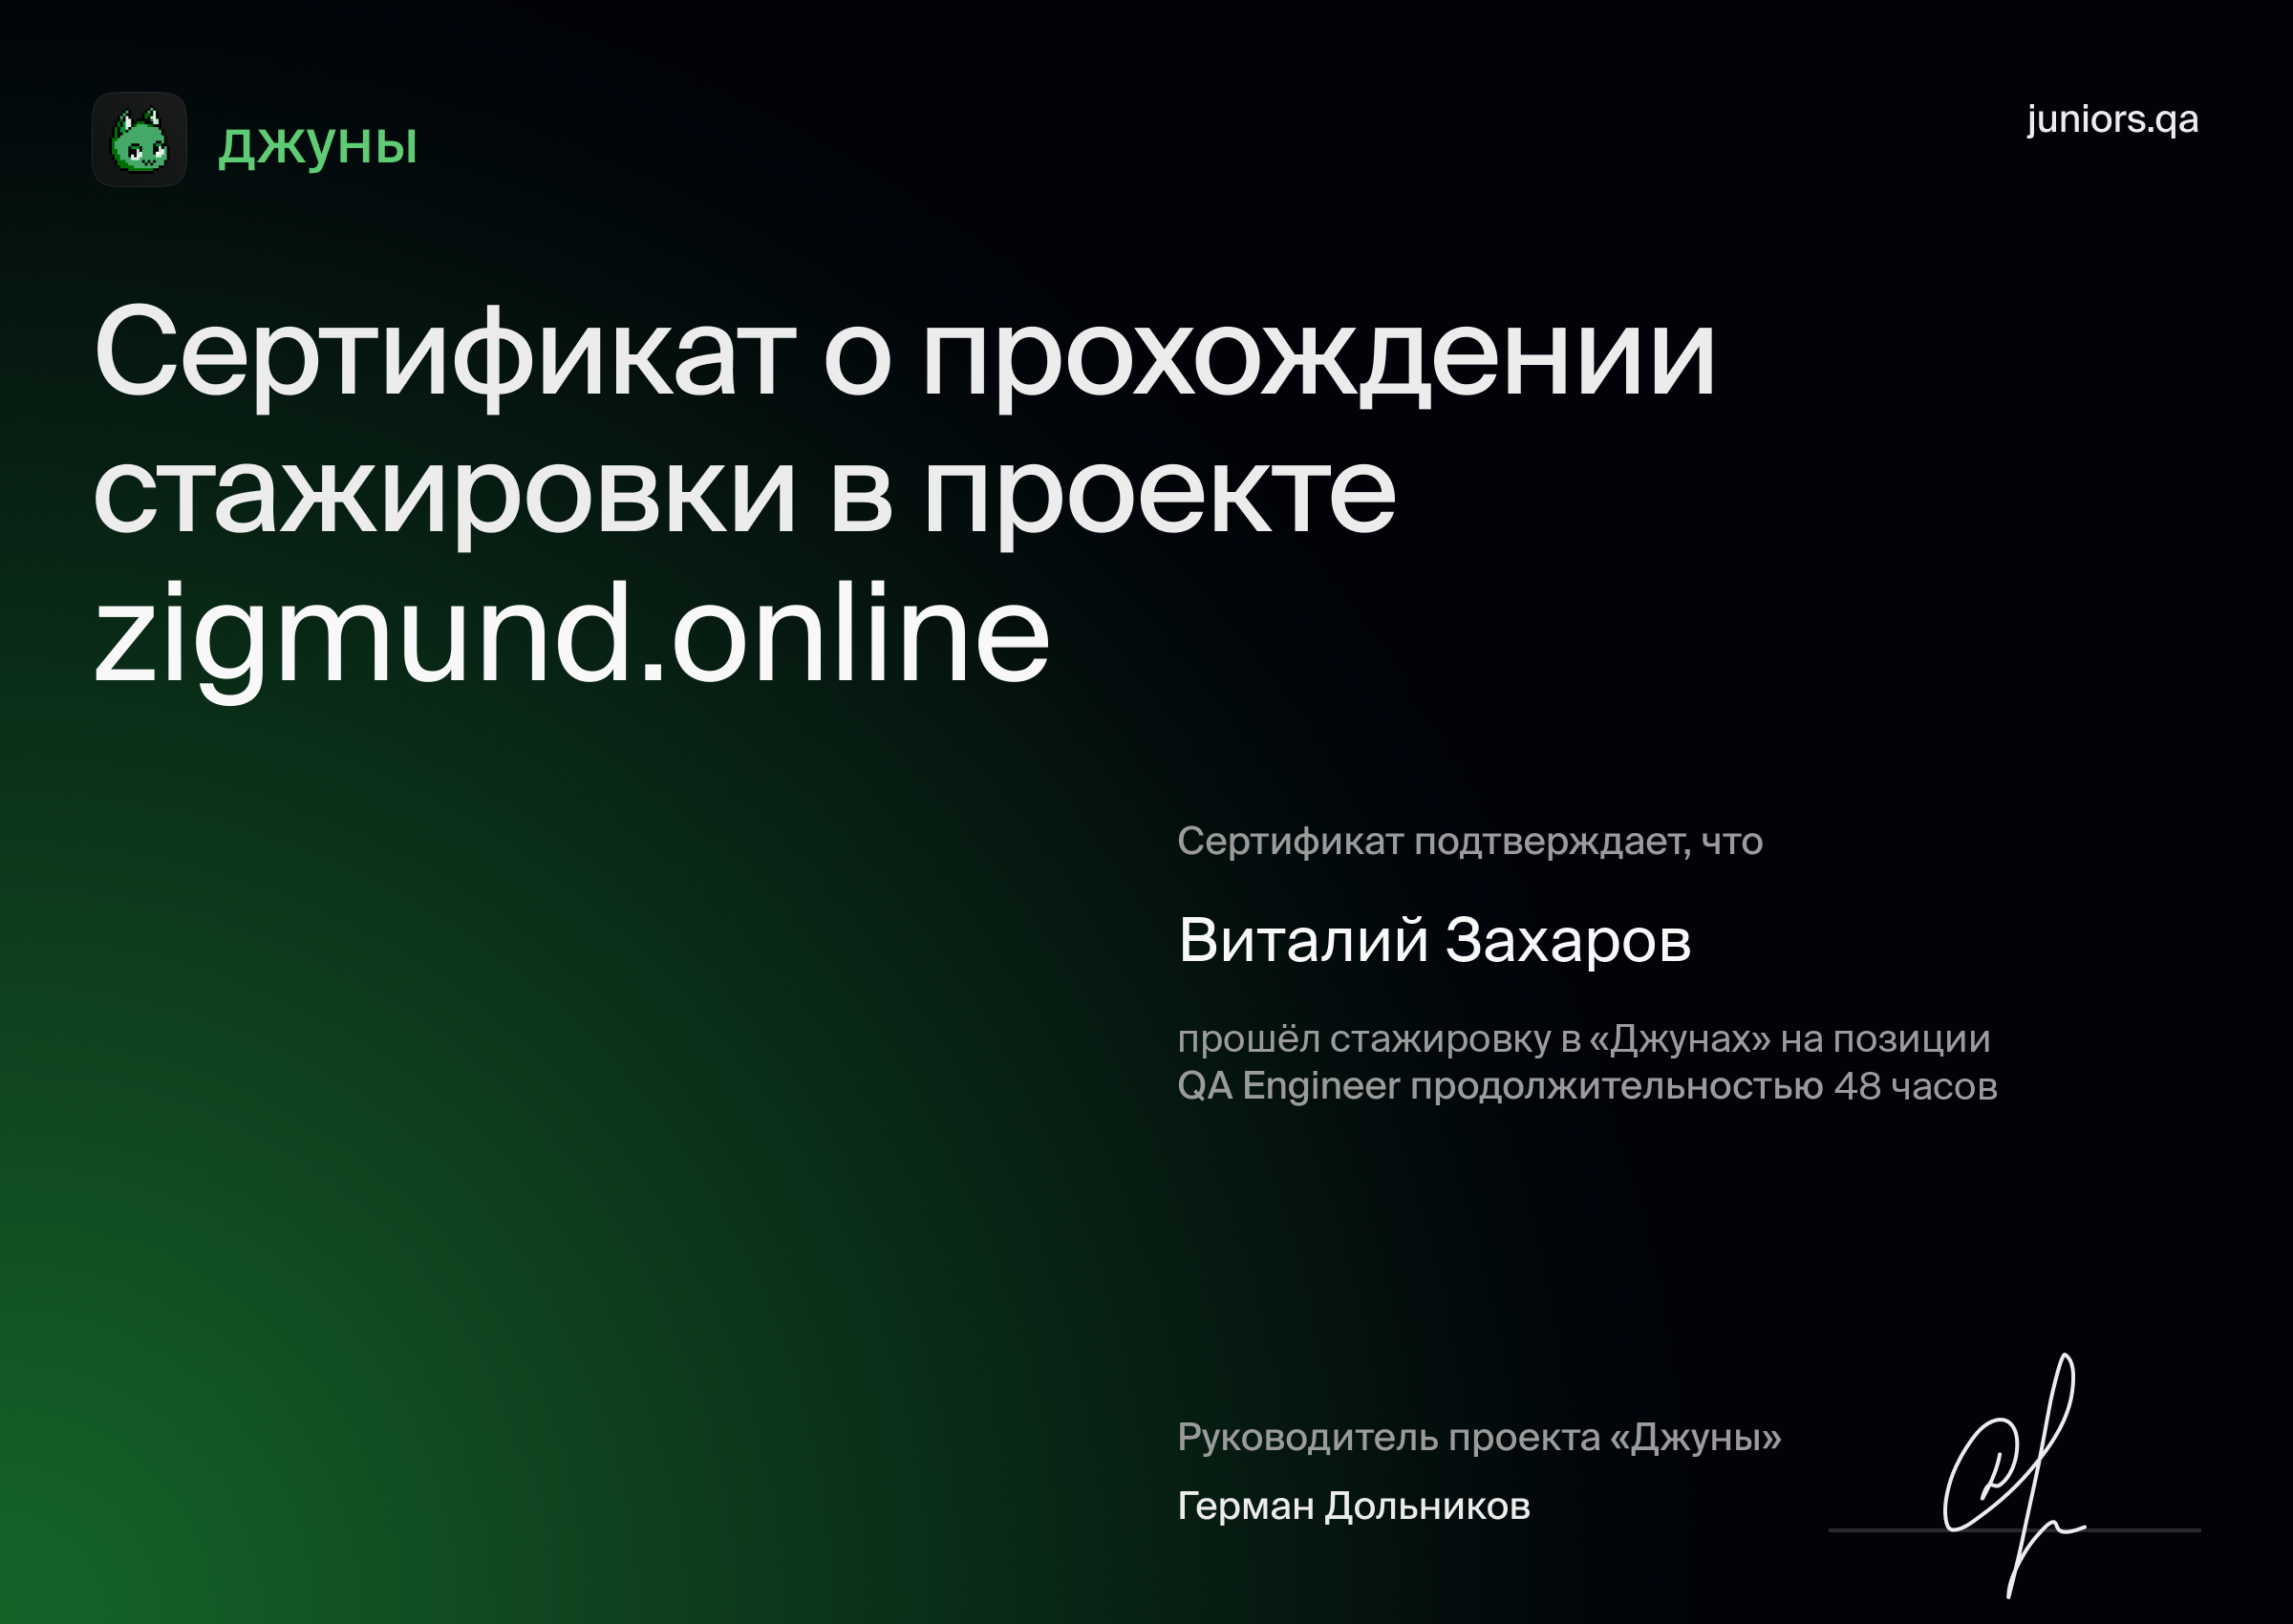 джуны
juniors.qa
Сертификат о прохождении
стажировки в проекте
zigmund.online
Сертификат подтверждает, что
Виталий Захаров
прошёл стажировку в «Джунах» на позиции
QA Engineer продолжительностью 48 часов
Руководитель проекта «Джуны»
Герман Дольников